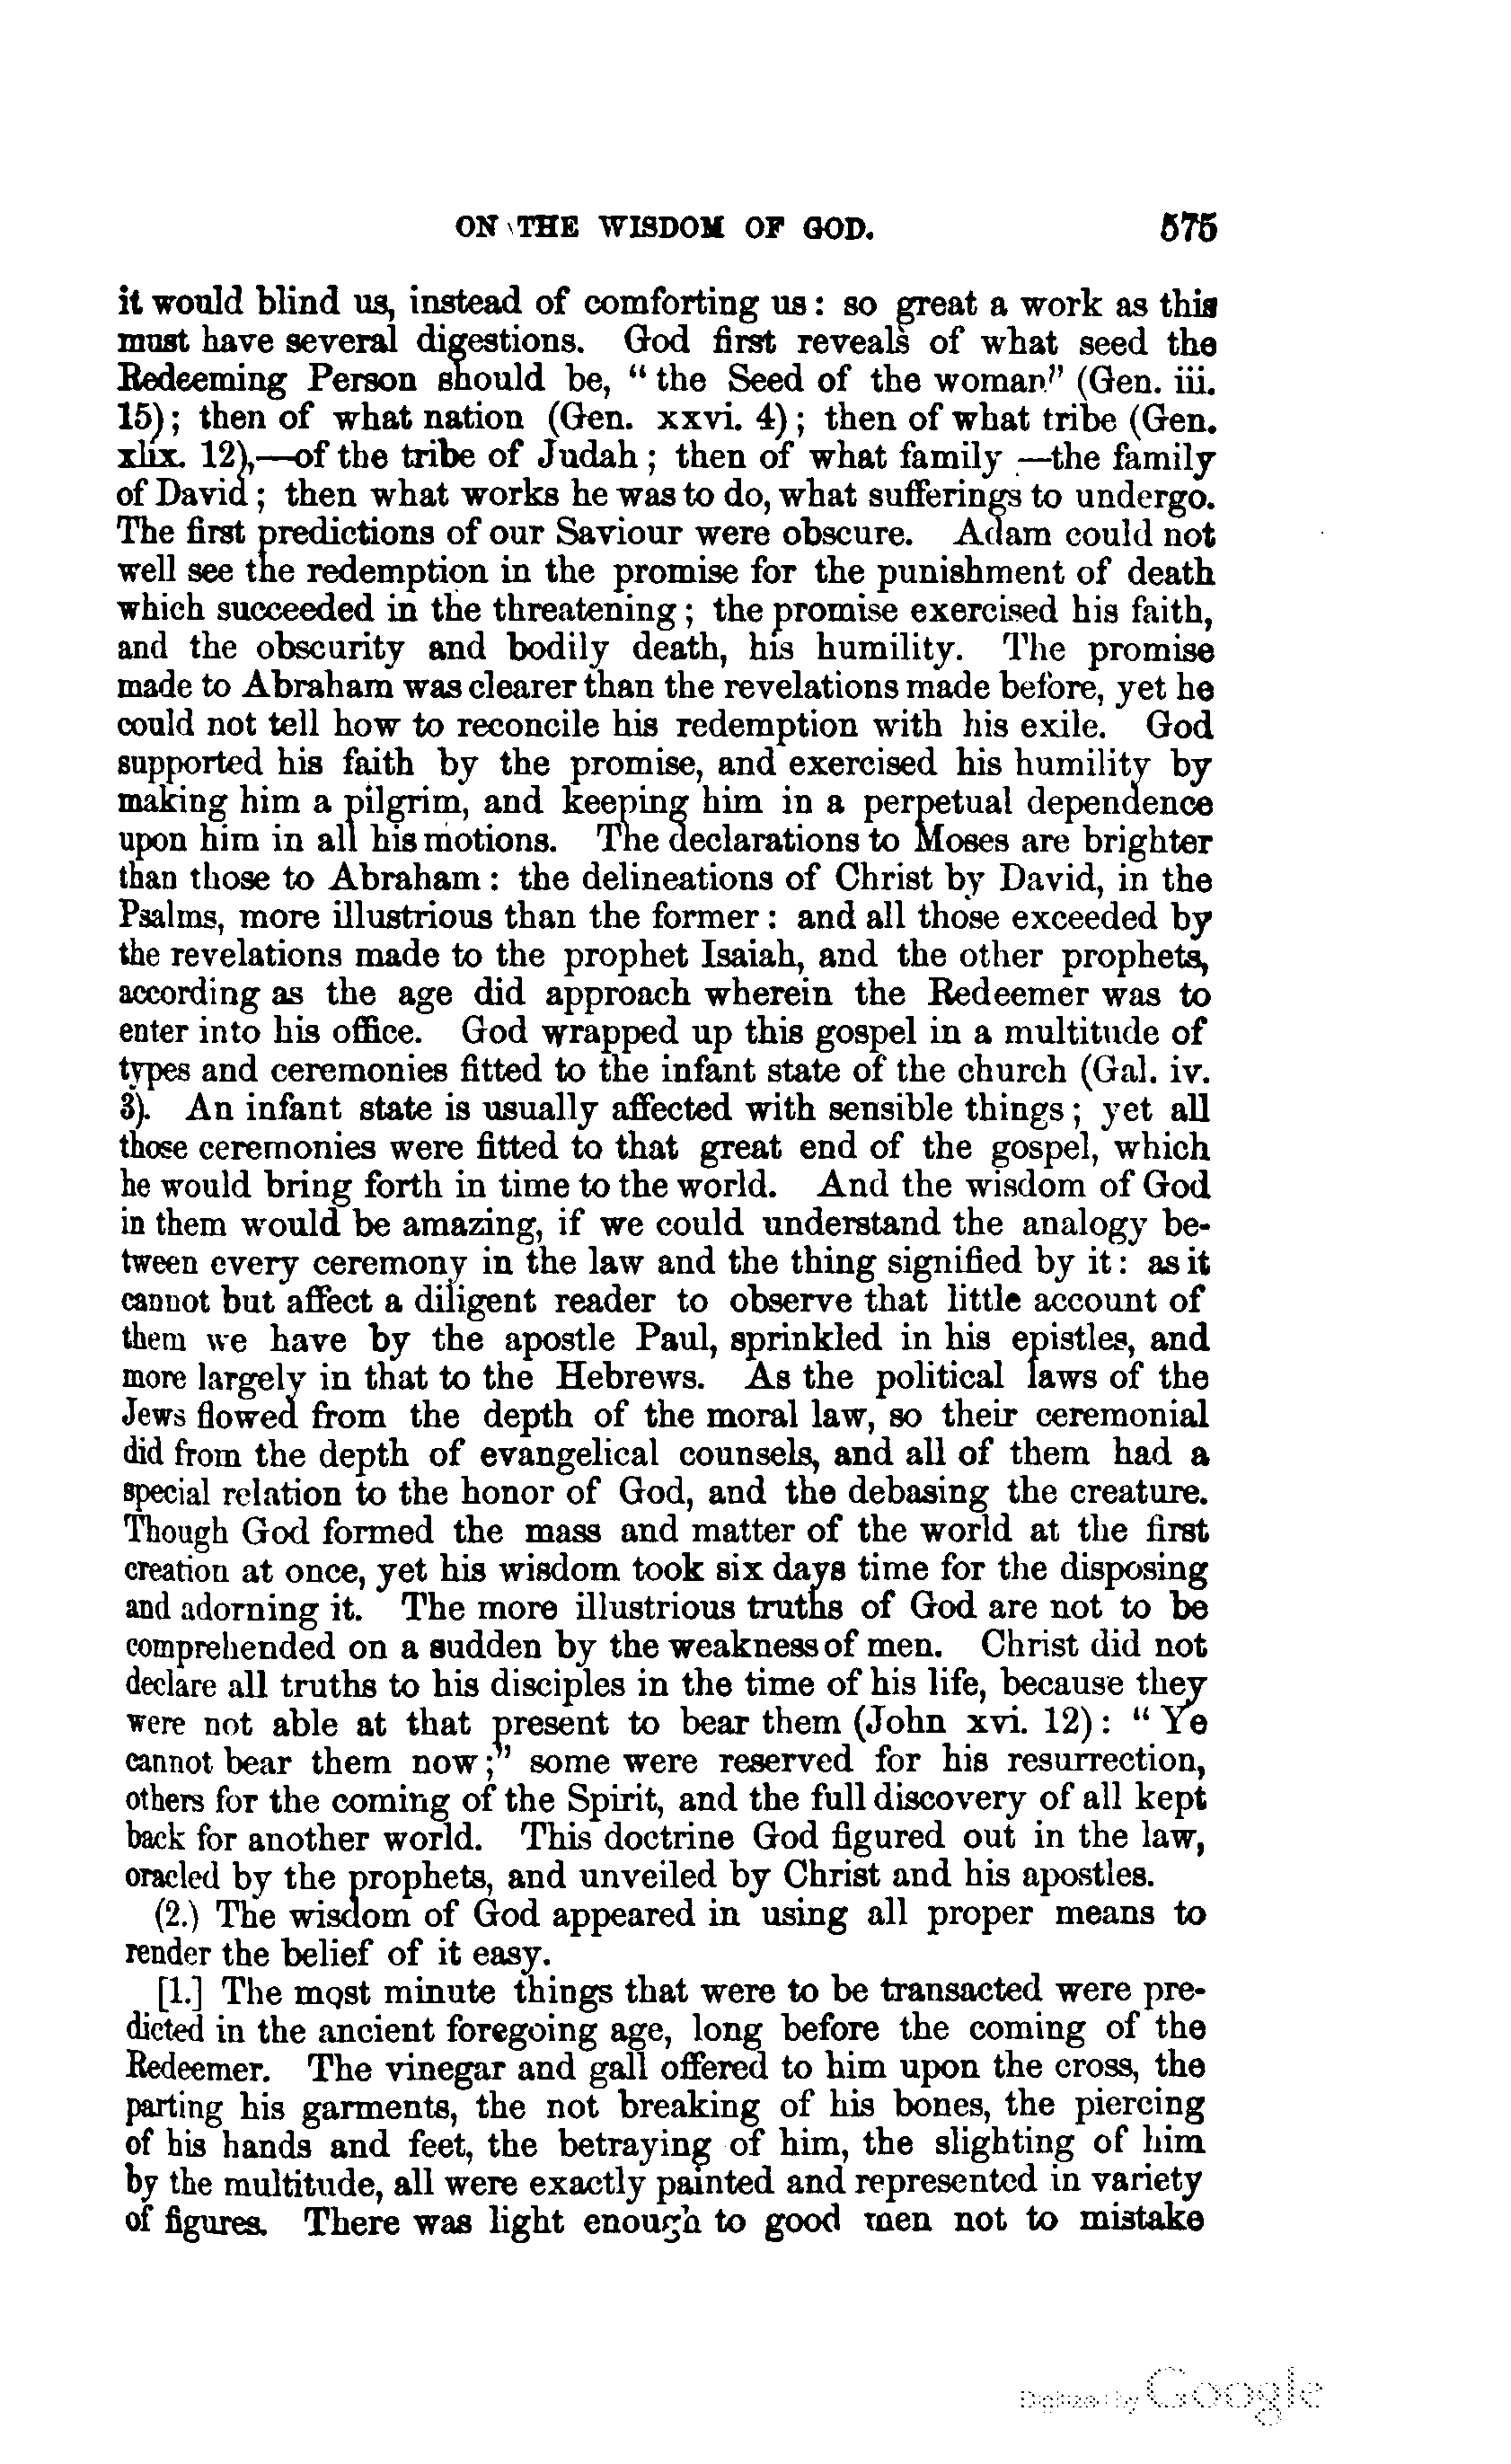 ON THE WISDOM OF GOD. 575
it would blind us, instead of comforting us: so great a work as this
must have several digestions. God first reveals of what seed the
Redeeming Person should be, "the Seed of the woman" (Gen. iii.
15); then of what nation (Gen. xxvi. 4); then of what tribe (Gen.
xlix. 12),—of the tribe of Judah; then of what family—the family
of David; then what works he was to do, what sufferings to undergo.
The first predictions of our Saviour were obscure. Adam could not
well see the redemption in the promise for the punishment of death
which succeeded in the threatening; the promise exercised his faith,
and the obscurity and bodily death, his humility. The promise
made to Abraham was clearer than the revelations made before, yet he
could not tell how to reconcile his redemption with his exile. God
supported his faith by the promise, and exercised his humility by
making him a pilgrim, and keeping him in a perpetual dependence
upon him in all his motions. The declarations to Moses are brighter
than those to Abraham: the delineations of Christ by David, in the
Psalms, more illustrious than the former: and all those exceeded by
the revelations made to the prophet Isaiah, and the other prophets,
according as the age did approach wherein the Redeemer was to
enter into his office. God wrapped up this gospel in a multitude of
types and ceremonies fitted to the infant state of the church (Gal. iv.
3). An infant state is usually affected with sensible things; yet all
those ceremonies were fitted to that great end of the gospel, which
he would bring forth in time to the world. And the wisdom of God
in them would be amazing, if we could understand the analogy be-
tween every ceremony in the law and the thing signified by it: as it
cannot but affect a diligent reader to observe that little account of
them we have by the apostle Paul, sprinkled in his epistles, and
more largely in that to the Hebrews. As the political laws of the
Jews flowed from the depth of the moral law, so their ceremonial
did from the depth of evangelical counsels, and all of them had a
special relation to the honor of God, and the debasing the creature.
Though God formed the mass and matter of the world at the first
creation at once, yet his wisdom took six days time for the disposing
and adorning it. The more illustrious truths of God are not to be
comprehended on a sudden by the weakness of men. Christ did not
declare all truths to his disciples in the time of his life, because they
were not able at that present to bear them (John xvi. 12): "Ye
cannot bear them now;" some were reserved for his resurrection,
others for the coming of the Spirit, and the full discovery of all kept
back for another world. This doctrine God figured out in the law,
oracled by the prophets, and unveiled by Christ and his apostles.
(2.) The wisdom of God appeared in using all proper means to
render the belief of it easy.
[1.] The most minute things that were to be transacted were pre-
dicted in the ancient foregoing age, long before the coming of the
Redeemer. The vinegar and gall offered to him upon the cross, the
parting his garments, the not breaking of his bones, the piercing
of his hands and feet, the betraying of him, the slighting of him
by the multitude, all were exactly painted and represented in variety
of figures. There was light enough to good men not to mistake
Digitized by Google